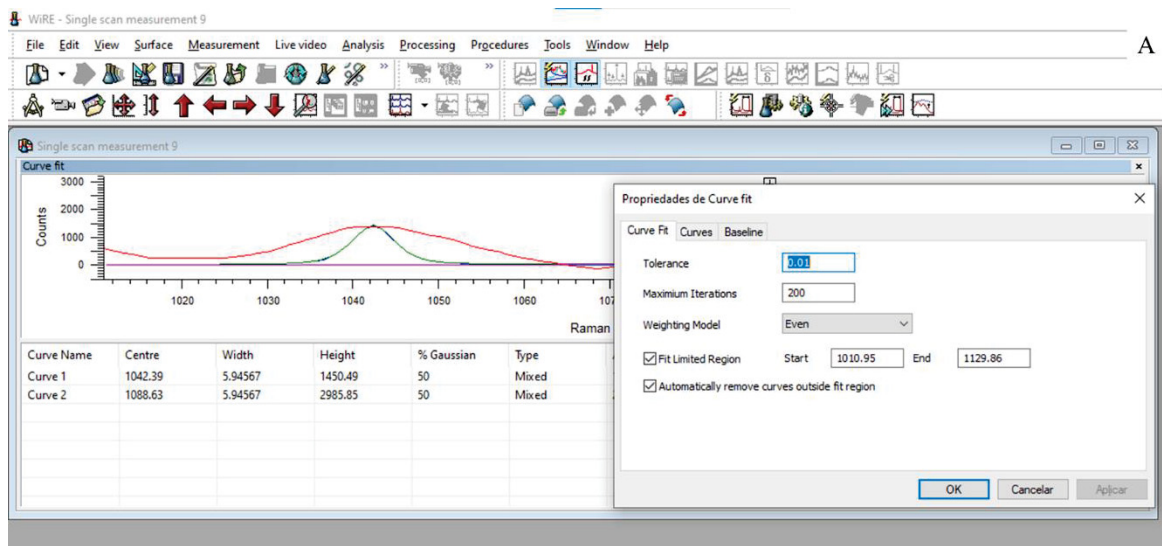 WiRE - Single scan measurement 9
File Edit View Surface Measurement Live video Analysis Processing Procedures Tools Window Help
A
Single scan measurement 9
Curve fit
3000
2000
1000
0
Counts
1020 1030 1040 1050 1060 107
Raman
Curve Name Centre Width Height % Gaussian Type
Curve 1 1042.39 5.94567 1450.49 50 Mixed
Curve 2 1088.63 5.94567 2985.85 50 Mixed
Propriedades de Curve fit
Curve Fit Curves Baseline
Tolerance 0.01
Maximum Iterations 200
Weighting Model Even
Fit Limited Region Start 1010.95 End 1129.86
Automatically remove curves outside fit region
OK Cancelar Aplicar